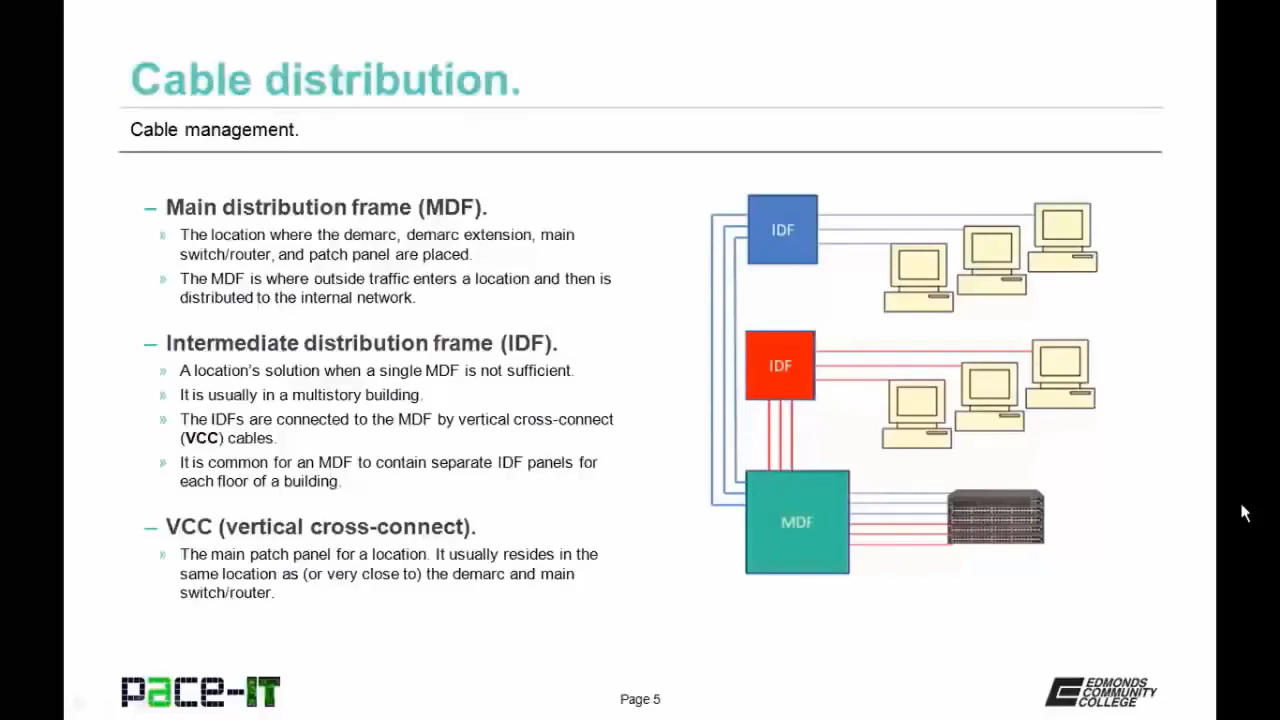 Cable distribution.
Cable management.
– Main distribution frame (MDF).
» The location where the demarc, demarc extension, main
switch/router, and patch panel are placed.
» The MDF is where outside traffic enters a location and then is
distributed to the internal network.
– Intermediate distribution frame (IDF).
» A location's solution when a single MDF is not sufficient.
» It is usually in a multistory building.
» The IDFs are connected to the MDF by vertical cross-connect
(VCC) cables.
» It is common for an MDF to contain separate IDF panels for
each floor of a building.
– VCC (vertical cross-connect).
» The main patch panel for a location. It usually resides in the
same location as (or very close to) the demarc and main
switch/router.
IDF
IDF
MDF
pace-IT
Page 5
EDMONDS
COMMUNITY
COLLEGE